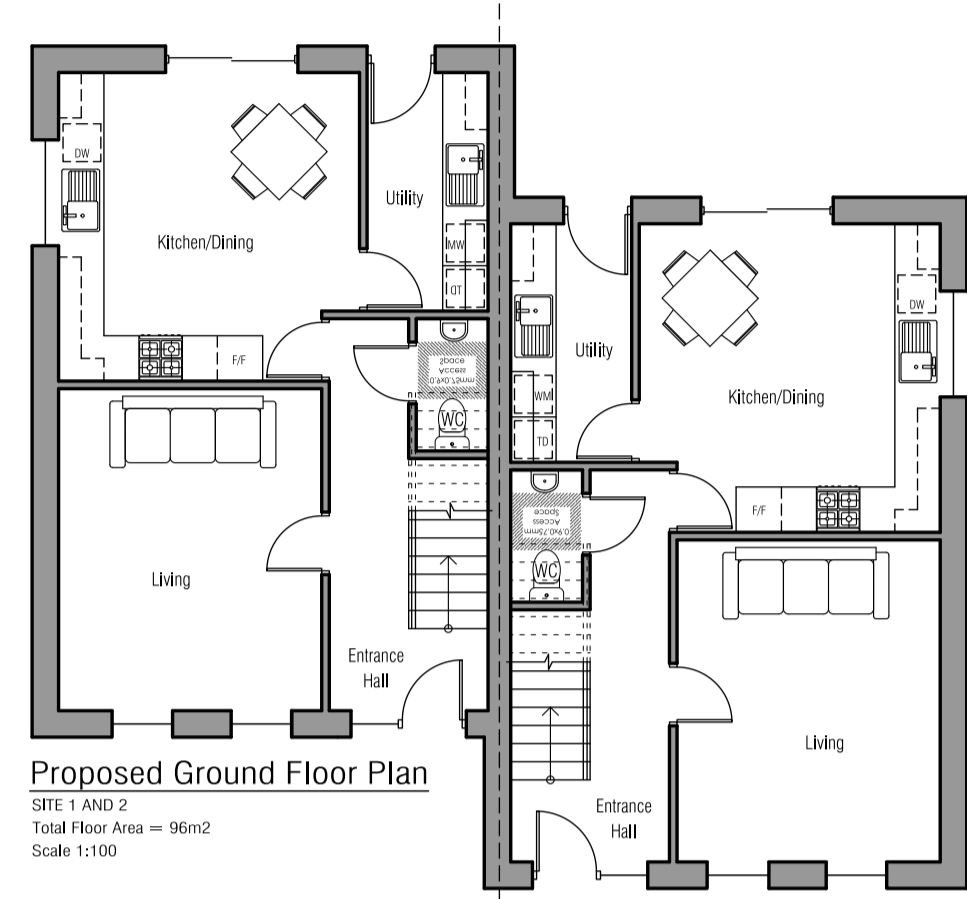 DW
Utility
Kitchen/Dining
MW
DT
F/F
0.9x0.75mm
Access
Space
WC
Living
Entrance
Hall
DW
Utility
Kitchen/Dining
WM
TD
F/F
0.9x0.75mm
Access
Space
WC
Living
Entrance
Hall
Proposed Ground Floor Plan
SITE 1 AND 2
Total Floor Area = 96m2
Scale 1:100